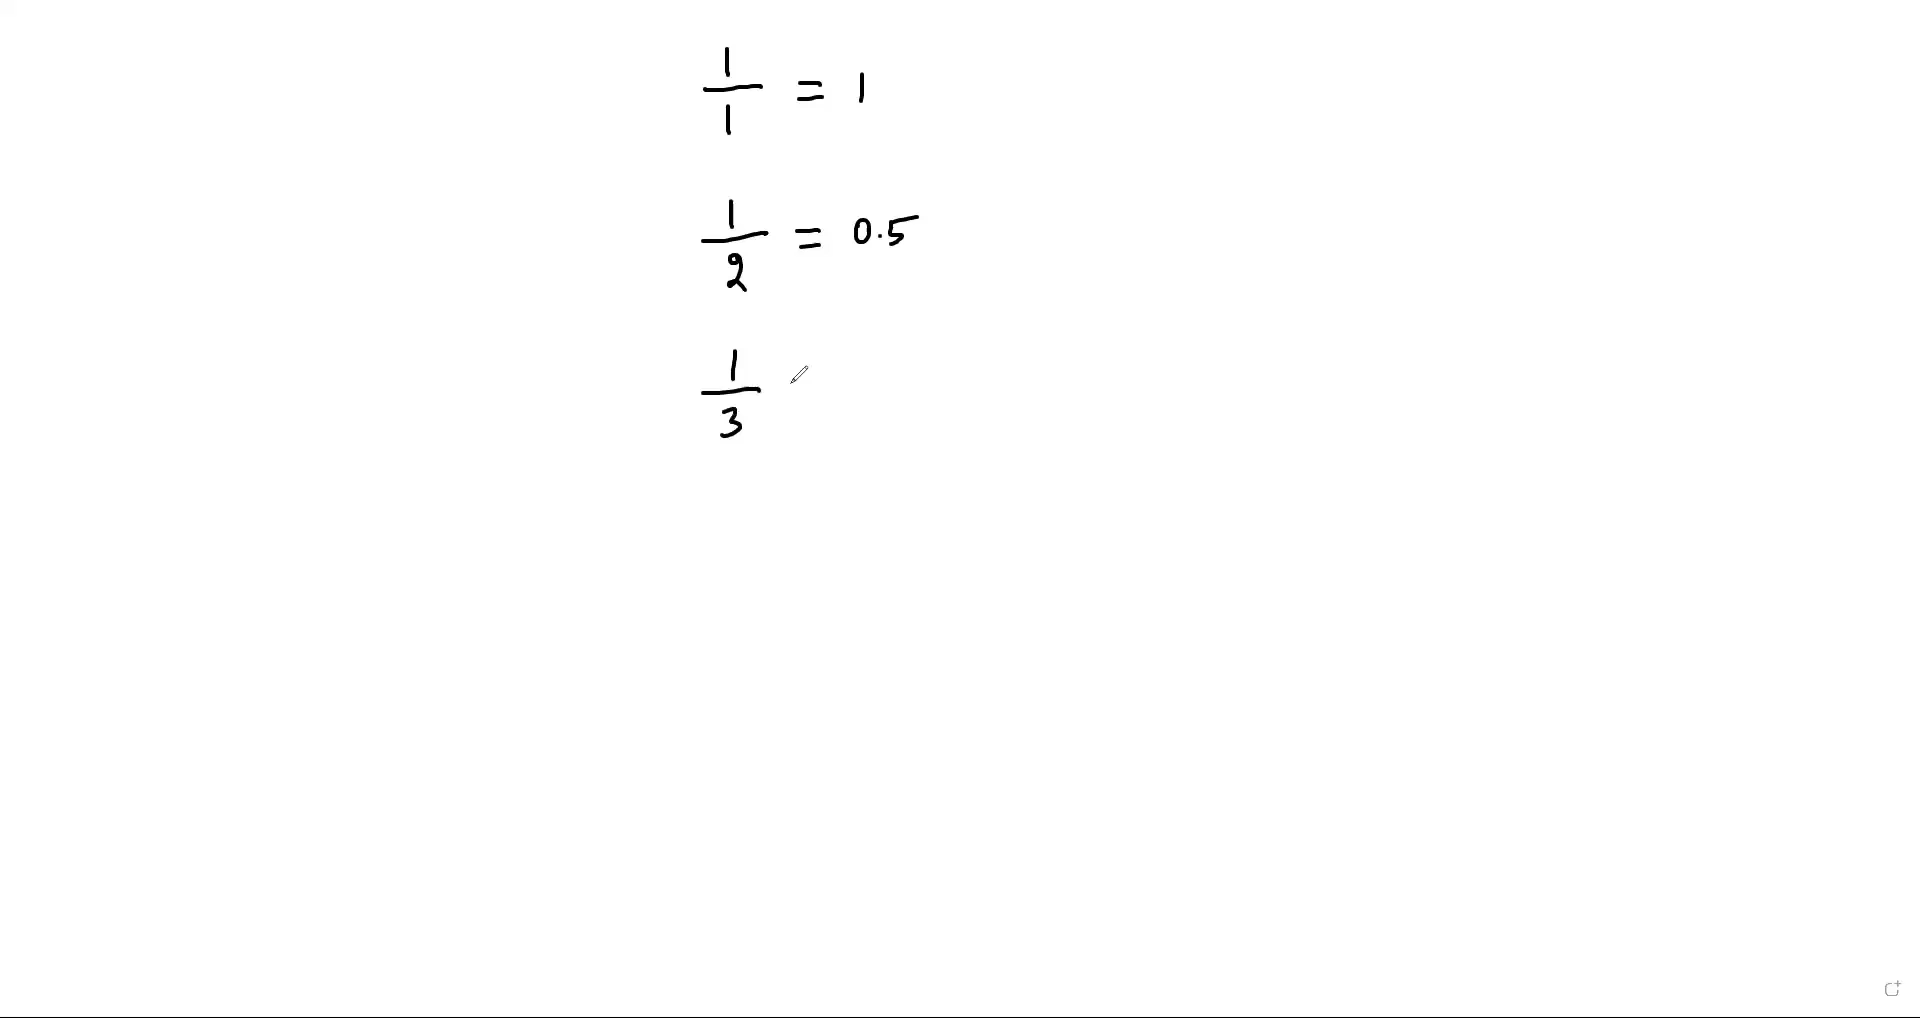 1/1 = 1
1/2 = 0.5
1/3